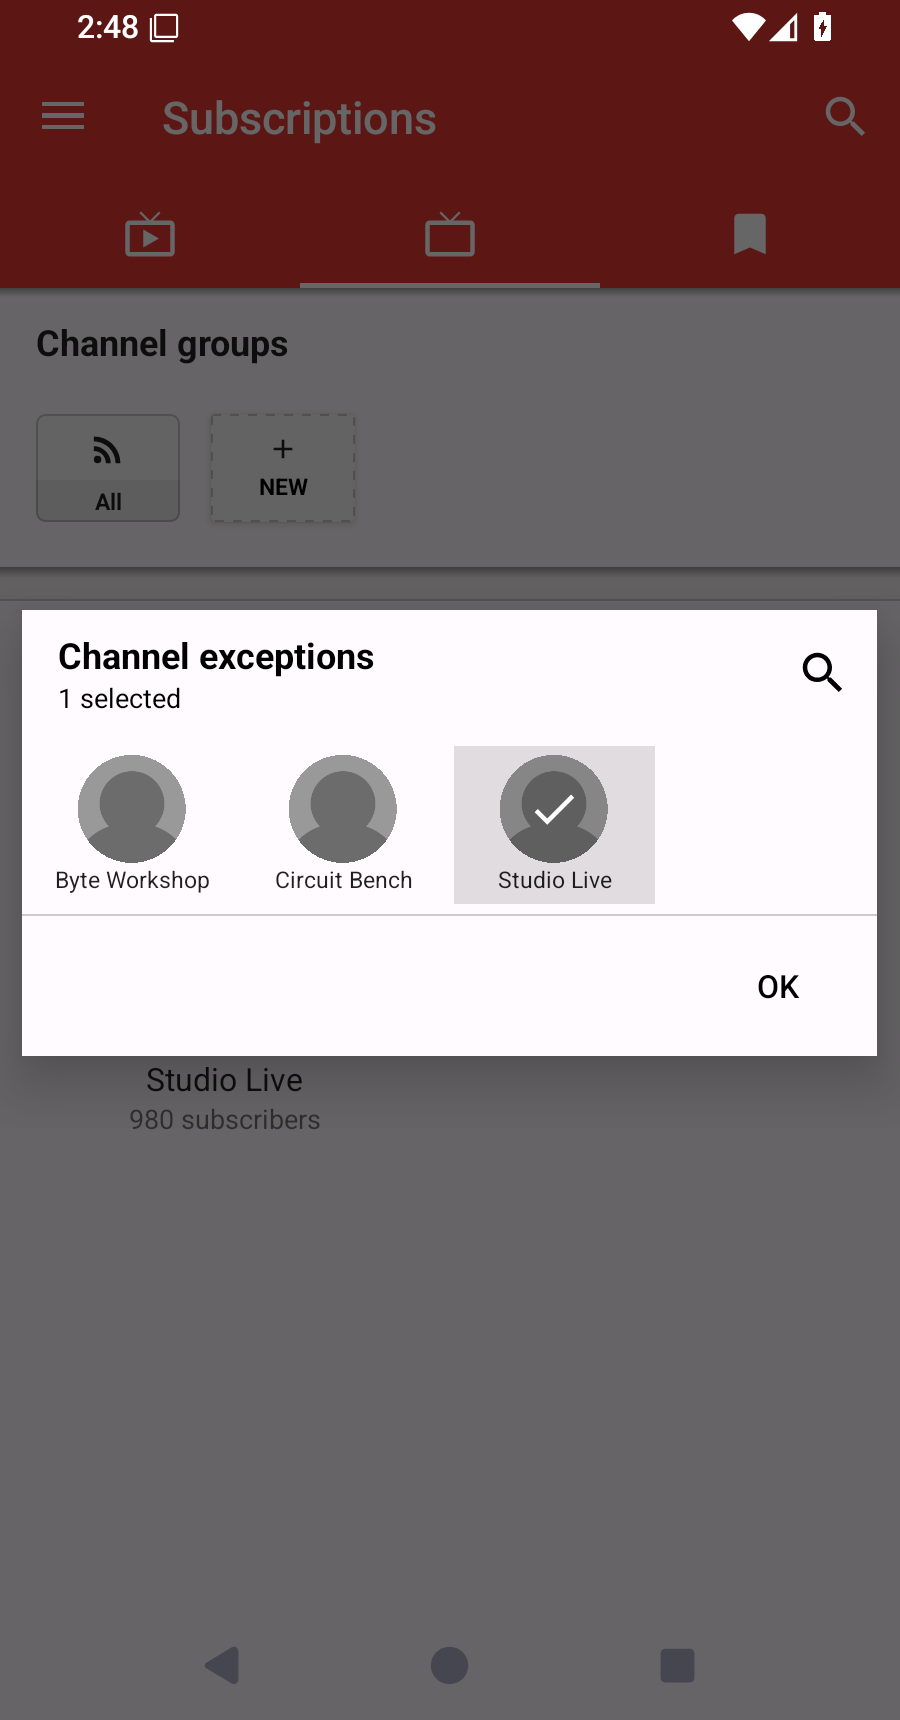 2:48
Subscriptions
Channel groups
All
NEW
Channel exceptions
1 selected
Byte Workshop
Circuit Bench
Studio Live
OK
Studio Live
980 subscribers